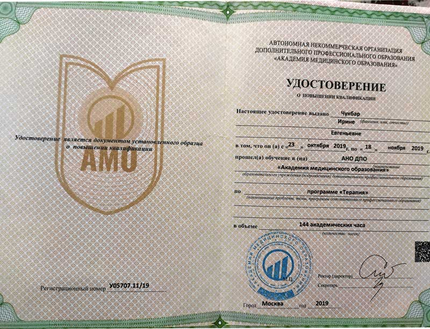 Удостоверение является документом установленного образца
о повышении квалификации
АМО
Регистрационный номер У05707.11/19
АВТОНОМНАЯ НЕКОММЕРЧЕСКАЯ ОРГАНИЗАЦИЯ
ДОПОЛНИТЕЛЬНОГО ПРОФЕССИОНАЛЬНОГО ОБРАЗОВАНИЯ
«АКАДЕМИЯ МЕДИЦИНСКОГО ОБРАЗОВАНИЯ»
УДОСТОВЕРЕНИЕ
О ПОВЫШЕНИИ КВАЛИФИКАЦИИ
Настоящее удостоверение выдано Чухбар
Ирине
Евгеньевне
в том, что он (а) с «23 октября 2019 по 18 ноября 2019
прошел(а) обучение в (на) АНО ДПО
«Академия медицинского образования»
по программе «Терапия»
в объеме 144 академических часа
Ректор (директор)
Секретарь
Город Москва год 2019